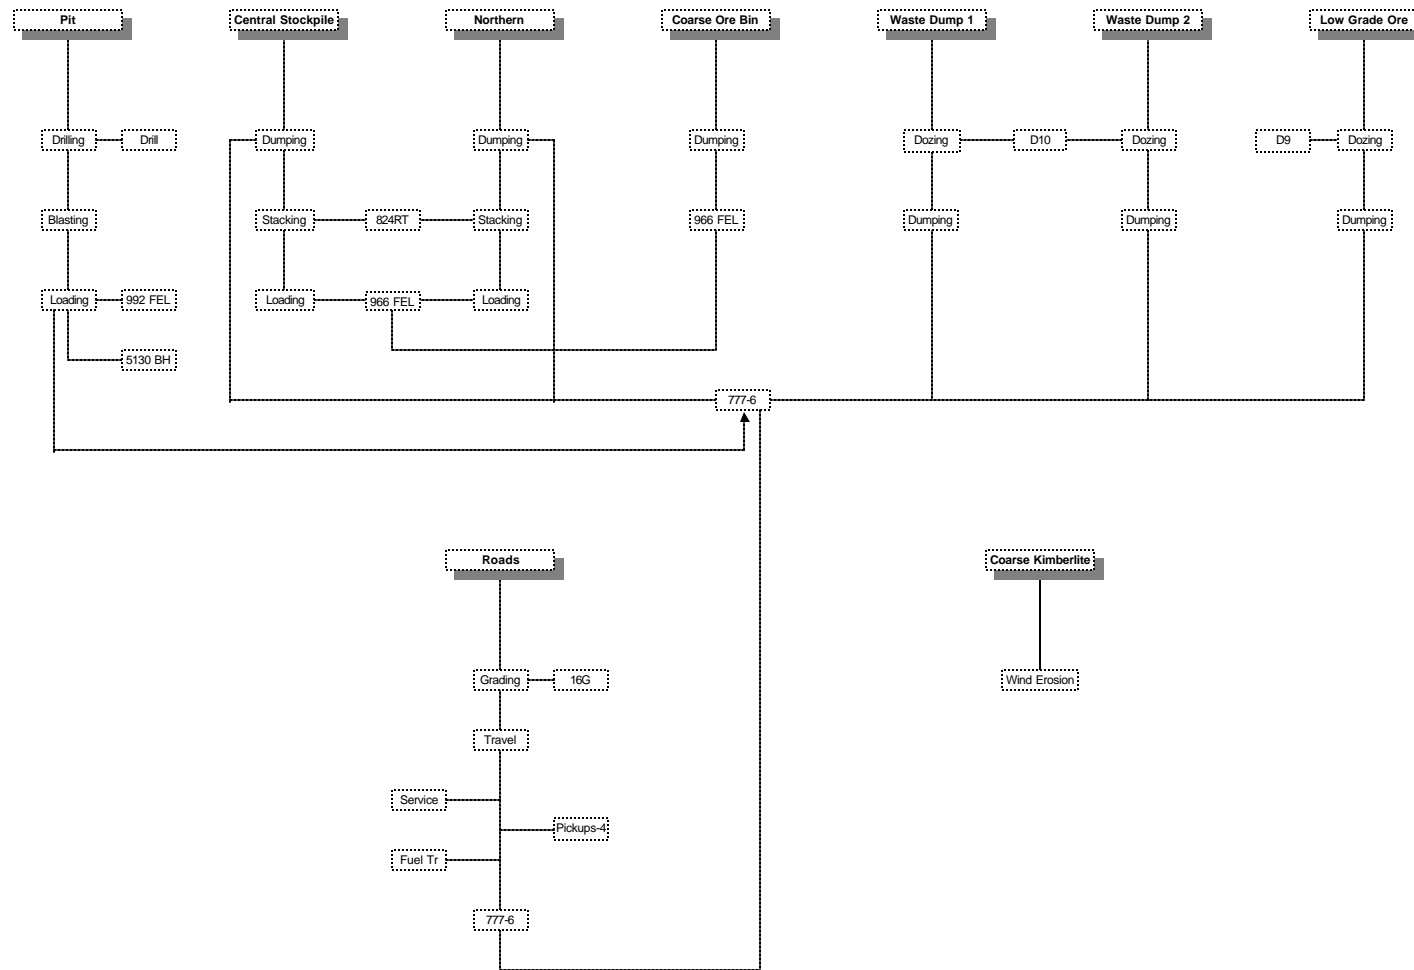 Pit
Central Stockpile
Northern
Coarse Ore Bin
Waste Dump 1
Waste Dump 2
Low Grade Ore
Drilling
Drill
Dumping
Dumping
Dumping
Dozing
D10
Dozing
D9
Dozing
Blasting
Stacking
824RT
Stacking
966 FEL
Dumping
Dumping
Dumping
Loading
992 FEL
Loading
966 FEL
Loading
5130 BH
777-6
Roads
Coarse Kimberlite
Grading
16G
Wind Erosion
Travel
Service
Pickups-4
Fuel Tr
777-6